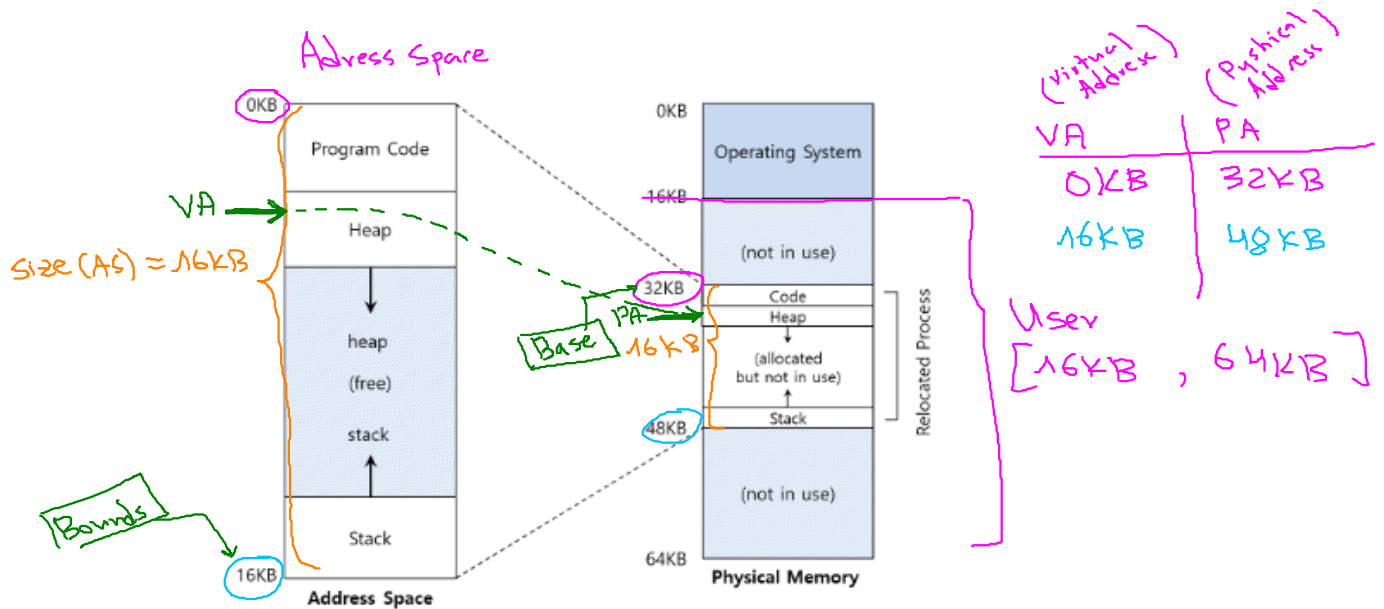 Adress Space
0KB
Program Code
VA
Heap
Size(AS) = 16KB
heap
(free)
stack
Bounds
Stack
16KB
Address Space
0KB
Operating System
16KB
(not in use)
32KB
Code
PA
Heap
Base
16KB
(allocated
but not in use)
Stack
48KB
Relocated Process
(not in use)
64KB
Physical Memory
(Virtual
Address)
(Pyshical
Address)
VA PA
0KB 32KB
16KB 48KB
User
[16KB , 64KB]